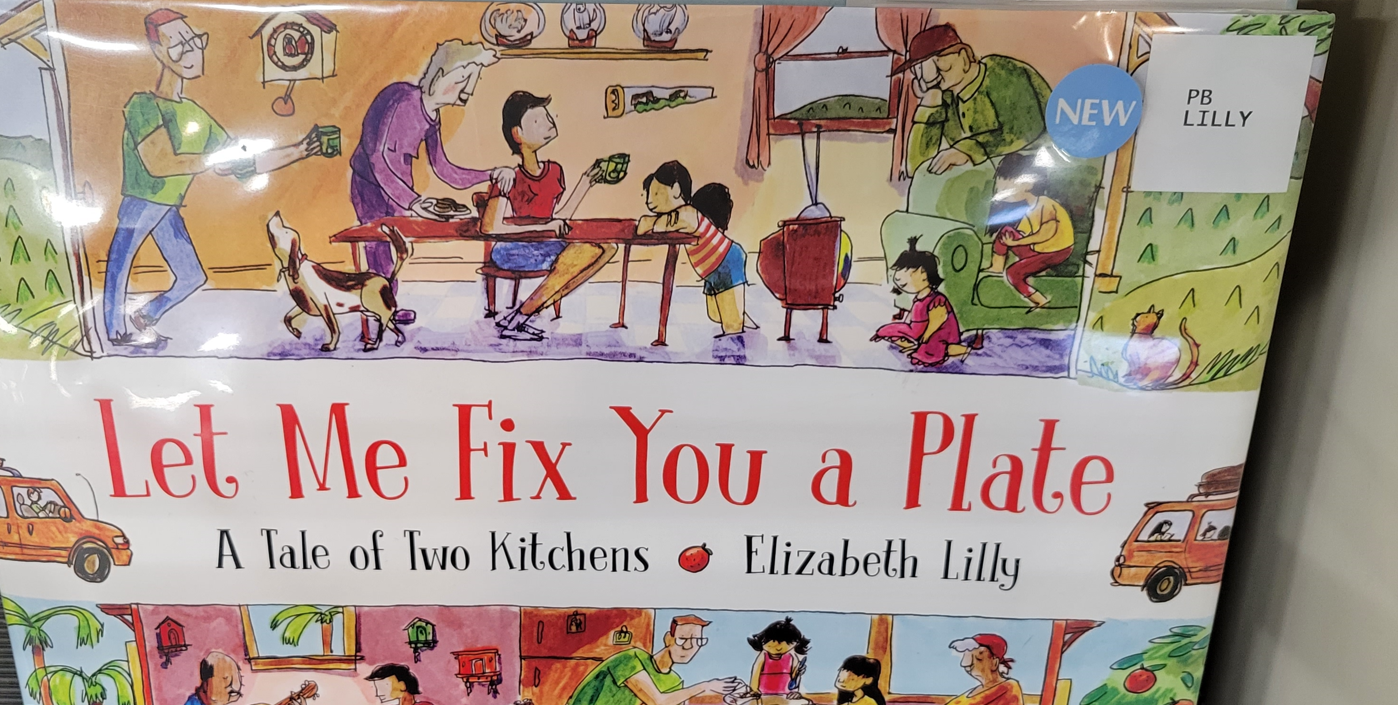 NEW
PB
LILLY
Let Me Fix You a Plate
A Tale of Two Kitchens
Elizabeth Lilly